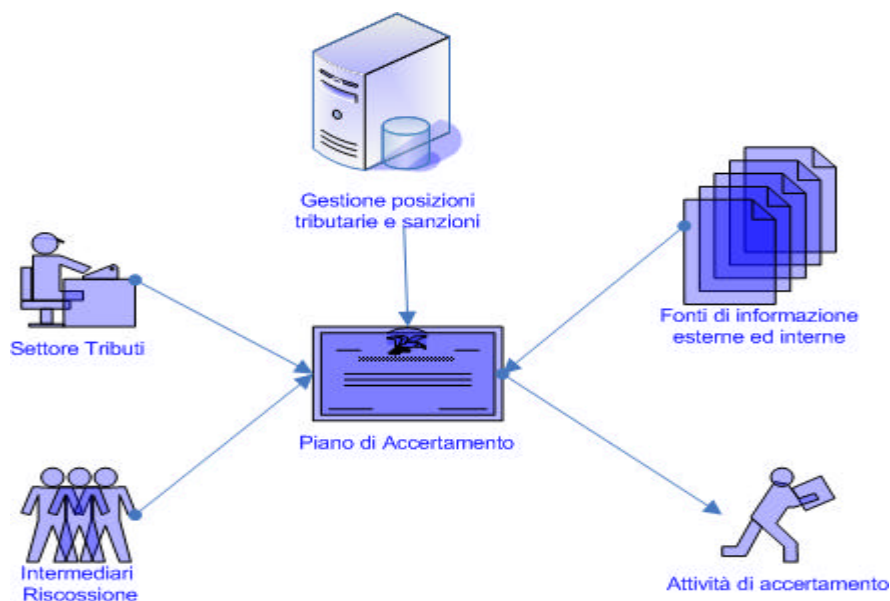 Gestione posizioni
tributarie e sanzioni
Settore Tributi
Fonti di informazione
esterne ed interne
Piano di Accertamento
Intermediari
Riscossione
Attività di accertamento